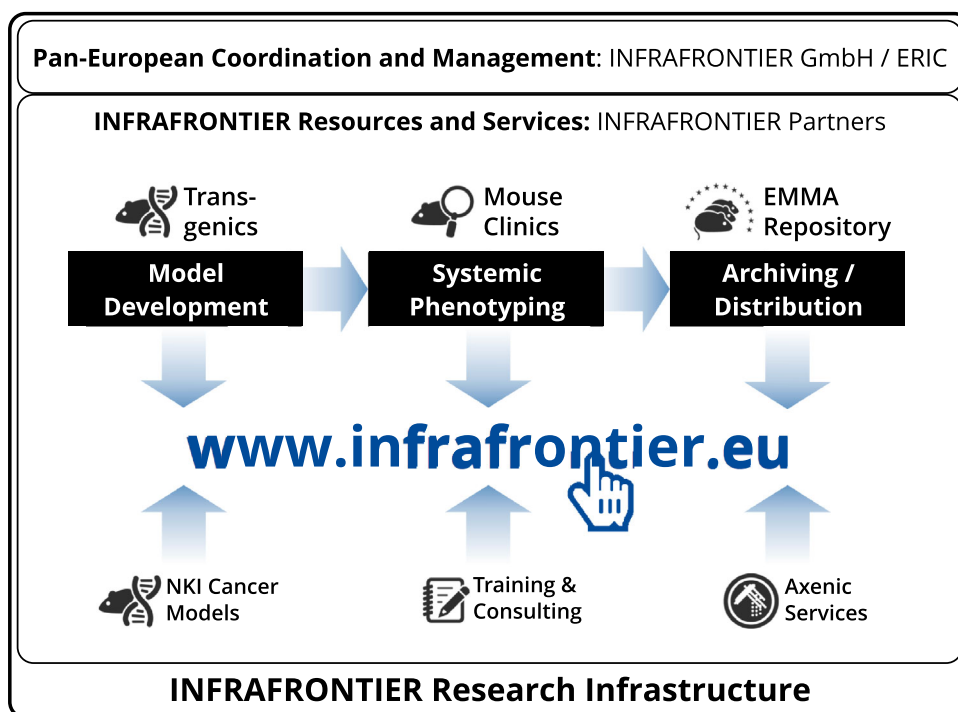 Pan-European Coordination and Management: INFRAFRONTIER GmbH / ERIC
INFRAFRONTIER Resources and Services: INFRAFRONTIER Partners
Trans-
genics
Mouse
Clinics
EMMA
Repository
Model
Development
Systemic
Phenotyping
Archiving /
Distribution
www.infrafrontier.eu
NKI Cancer
Models
Training &
Consulting
Axenic
Services
INFRAFRONTIER Research Infrastructure